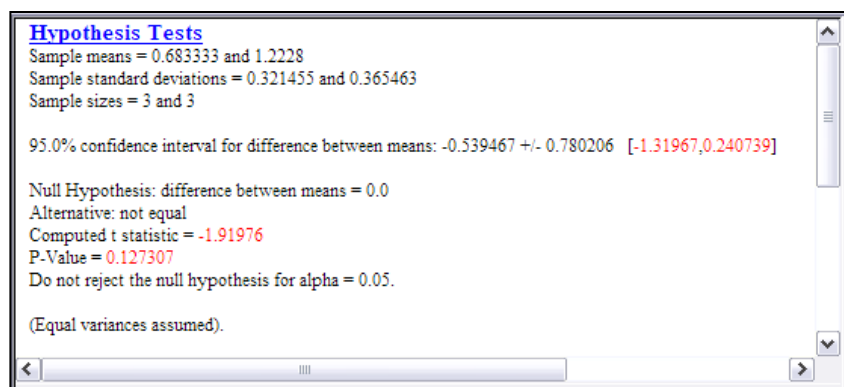 Hypothesis Tests
Sample means = 0.683333 and 1.2228
Sample standard deviations = 0.321455 and 0.365463
Sample sizes = 3 and 3
95.0% confidence interval for difference between means: -0.539467 +/- 0.780206 [-1.31967,0.240739]
Null Hypothesis: difference between means = 0.0
Alternative: not equal
Computed t statistic = -1.91976
P-Value = 0.127307
Do not reject the null hypothesis for alpha = 0.05.
(Equal variances assumed).